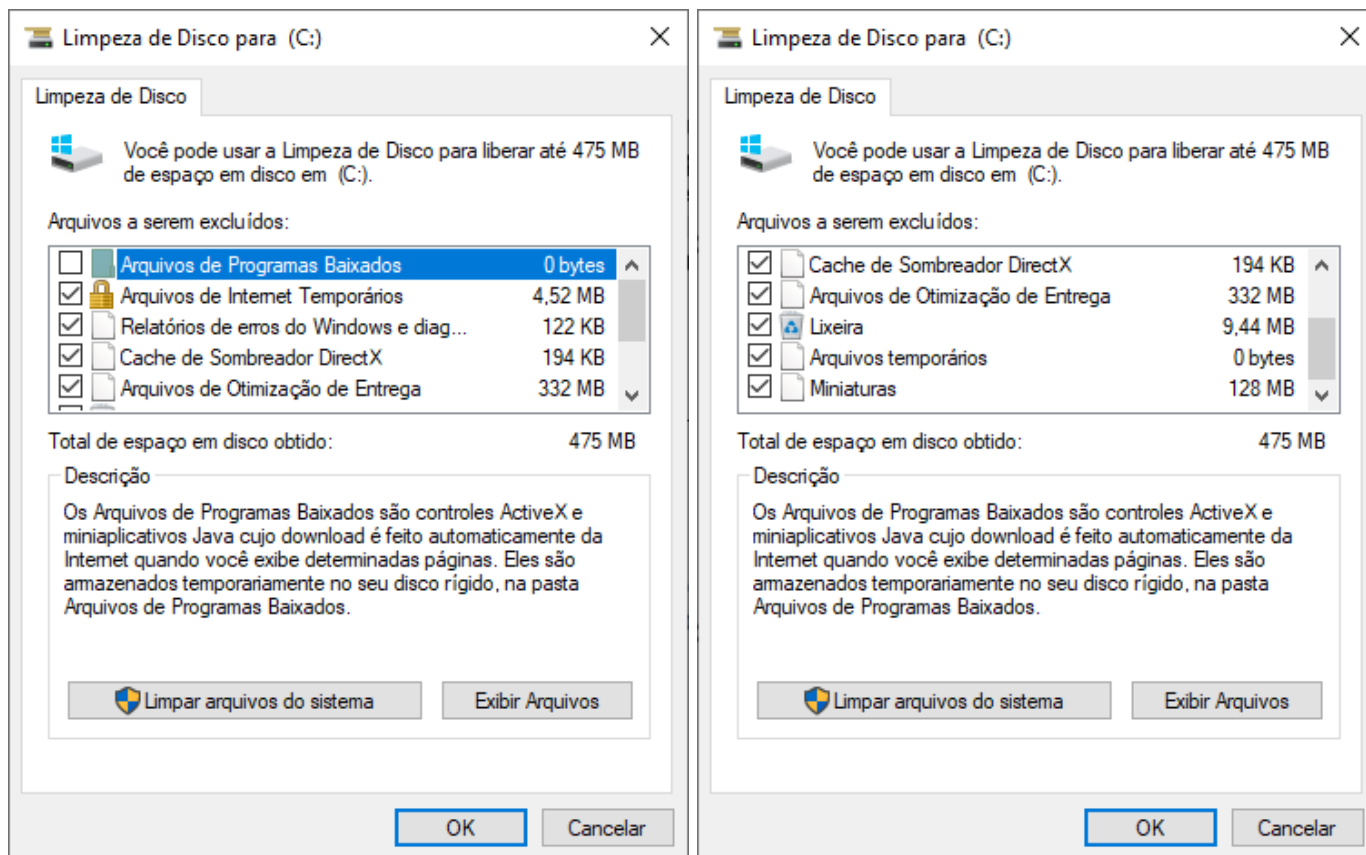 Limpeza de Disco para (C:)
Limpeza de Disco
Você pode usar a Limpeza de Disco para liberar até 475 MB
de espaço em disco em (C:).
Arquivos a serem excluídos:
Arquivos de Programas Baixados 0 bytes
Arquivos de Internet Temporários 4,52 MB
Relatórios de erros do Windows e diag... 122 KB
Cache de Sombreador DirectX 194 KB
Arquivos de Otimização de Entrega 332 MB
Total de espaço em disco obtido: 475 MB
Descrição
Os Arquivos de Programas Baixados são controles ActiveX e
miniaplicativos Java cujo download é feito automaticamente da
Internet quando você exibe determinadas páginas. Eles são
armazenados temporariamente no seu disco rígido, na pasta
Arquivos de Programas Baixados.
Limpar arquivos do sistema Exibir Arquivos
OK Cancelar
Limpeza de Disco para (C:)
Limpeza de Disco
Você pode usar a Limpeza de Disco para liberar até 475 MB
de espaço em disco em (C:).
Arquivos a serem excluídos:
Cache de Sombreador DirectX 194 KB
Arquivos de Otimização de Entrega 332 MB
Lixeira 9,44 MB
Arquivos temporários 0 bytes
Miniaturas 128 MB
Total de espaço em disco obtido: 475 MB
Descrição
Os Arquivos de Programas Baixados são controles ActiveX e
miniaplicativos Java cujo download é feito automaticamente da
Internet quando você exibe determinadas páginas. Eles são
armazenados temporariamente no seu disco rígido, na pasta
Arquivos de Programas Baixados.
Limpar arquivos do sistema Exibir Arquivos
OK Cancelar